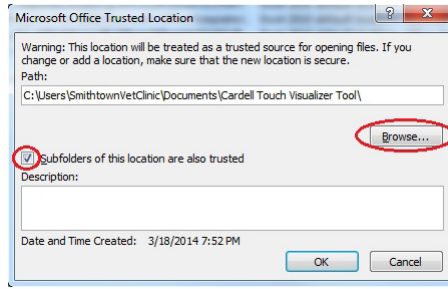 Microsoft Office Trusted Location
Warning: This location will be treated as a trusted source for opening files. If you
change or add a location, make sure that the new location is secure.
Path:
C:\Users\SmithtownVetClinic\Documents\Cardell Touch Visualizer Tool\
Browse...
Subfolders of this location are also trusted
Description:
Date and Time Created: 3/18/2014 7:52 PM
OK Cancel